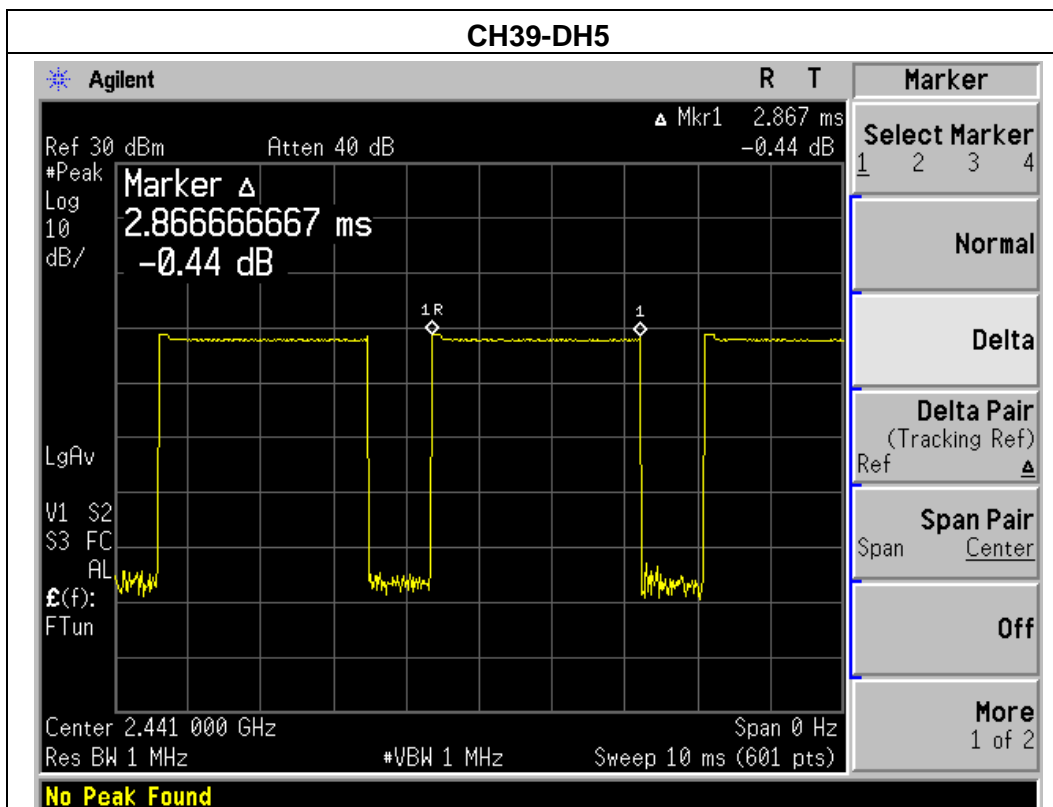 CH39-DH5
Agilent R T
Δ Mkr1 2.867 ms
Ref 30 dBm Atten 40 dB -0.44 dB
#Peak
Log
10
dB/
Marker Δ
2.866666667 ms
-0.44 dB
1R 1
LgAv
V1 S2
S3 FC
AL
£(f):
FTun
Center 2.441 000 GHz Span 0 Hz
Res BW 1 MHz #VBW 1 MHz Sweep 10 ms (601 pts)
No Peak Found
Marker
Select Marker
1 2 3 4
Normal
Delta
Delta Pair
(Tracking Ref)
Ref Δ
Span Pair
Span Center
Off
More
1 of 2